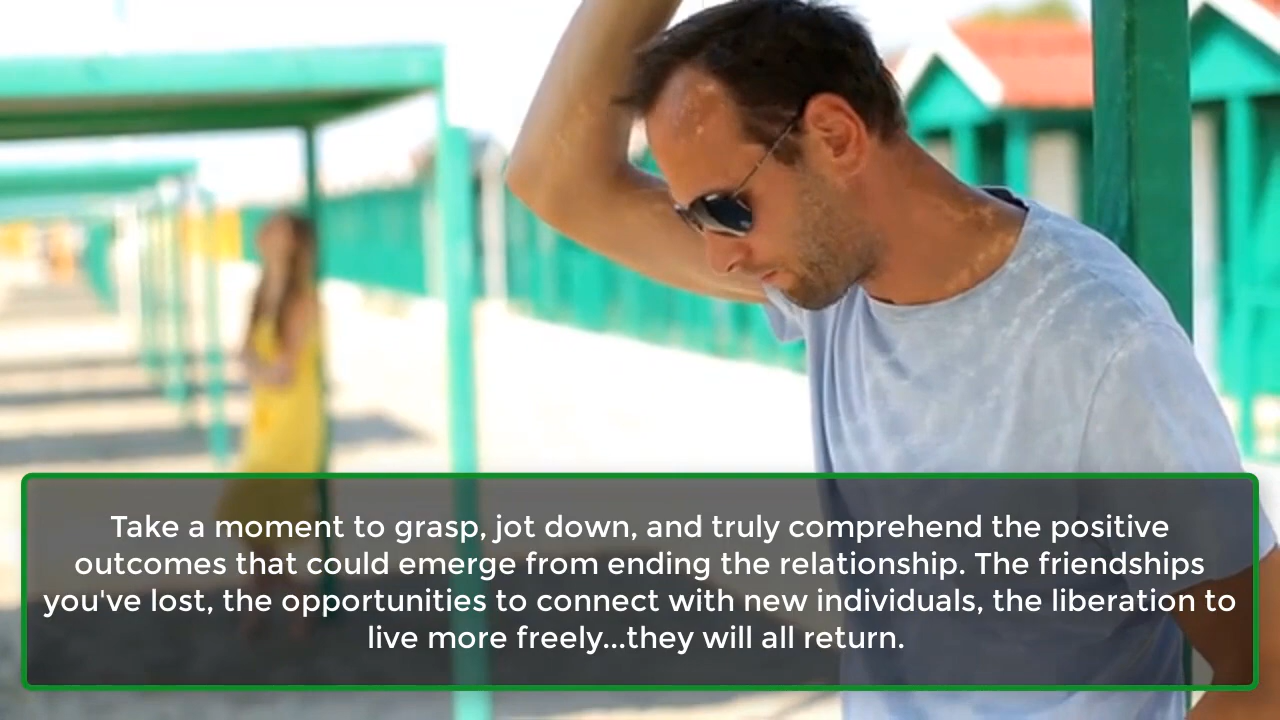 Take a moment to grasp, jot down, and truly comprehend the positive
outcomes that could emerge from ending the relationship. The friendships
you've lost, the opportunities to connect with new individuals, the liberation to
live more freely...they will all return.